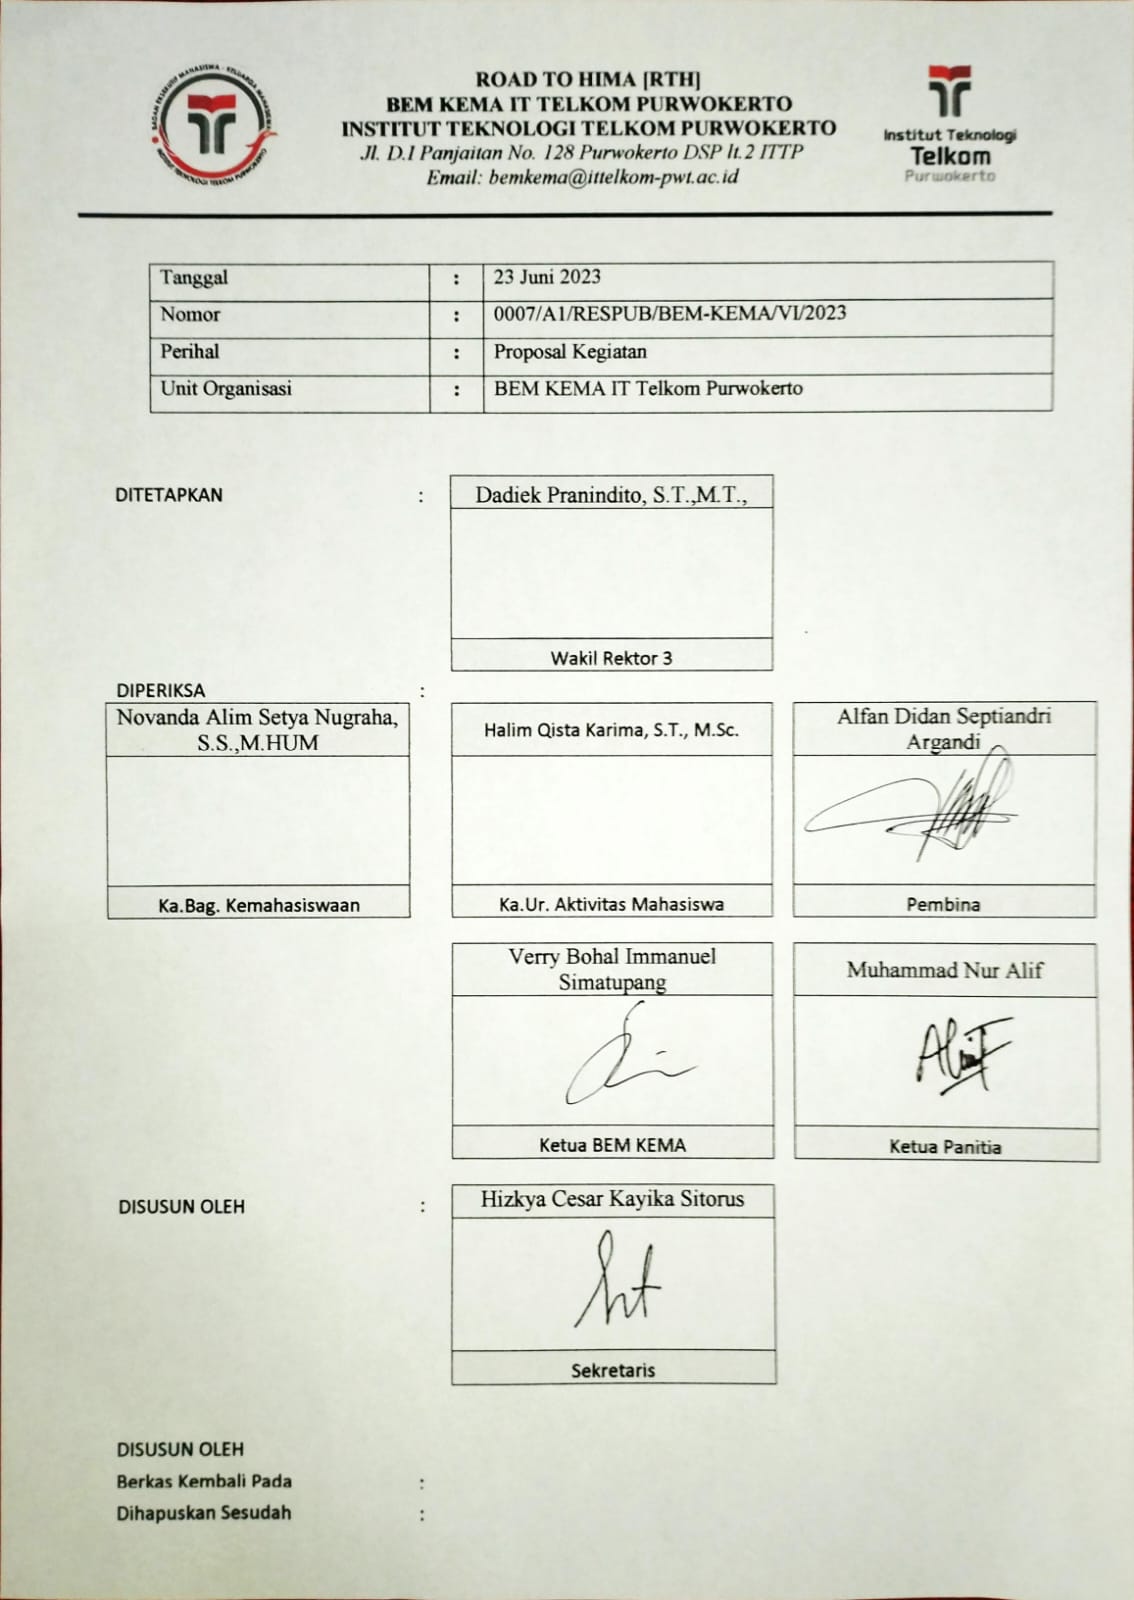 BADAN EKSEKUTIF MAHASISWA - KELUARGA MAHASISWA
INSTITUT TEKNOLOGI TELKOM PURWOKERTO
ROAD TO HIMA [RTH]
BEM KEMA IT TELKOM PURWOKERTO
INSTITUT TEKNOLOGI TELKOM PURWOKERTO
Jl. D.I Panjaitan No. 128 Purwokerto DSP lt.2 ITTP
Email: bemkema@ittelkom-pwt.ac.id
Institut Teknologi
Telkom
Purwokerto
Tanggal : 23 Juni 2023
Nomor : 0007/A1/RESPUB/BEM-KEMA/VI/2023
Perihal : Proposal Kegiatan
Unit Organisasi : BEM KEMA IT Telkom Purwokerto
DITETAPKAN : Dadiek Pranindito, S.T.,M.T.,
Wakil Rektor 3
DIPERIKSA :
Novanda Alim Setya Nugraha,
S.S.,M.HUM
Ka.Bag. Kemahasiswaan
Halim Qista Karima, S.T., M.Sc.
Ka.Ur. Aktivitas Mahasiswa
Alfan Didan Septiandri
Argandi
Pembina
Verry Bohal Immanuel
Simatupang
Ketua BEM KEMA
Muhammad Nur Alif
Alif
Ketua Panitia
DISUSUN OLEH : Hizkya Cesar Kayika Sitorus
Sekretaris
DISUSUN OLEH
Berkas Kembali Pada :
Dihapuskan Sesudah :